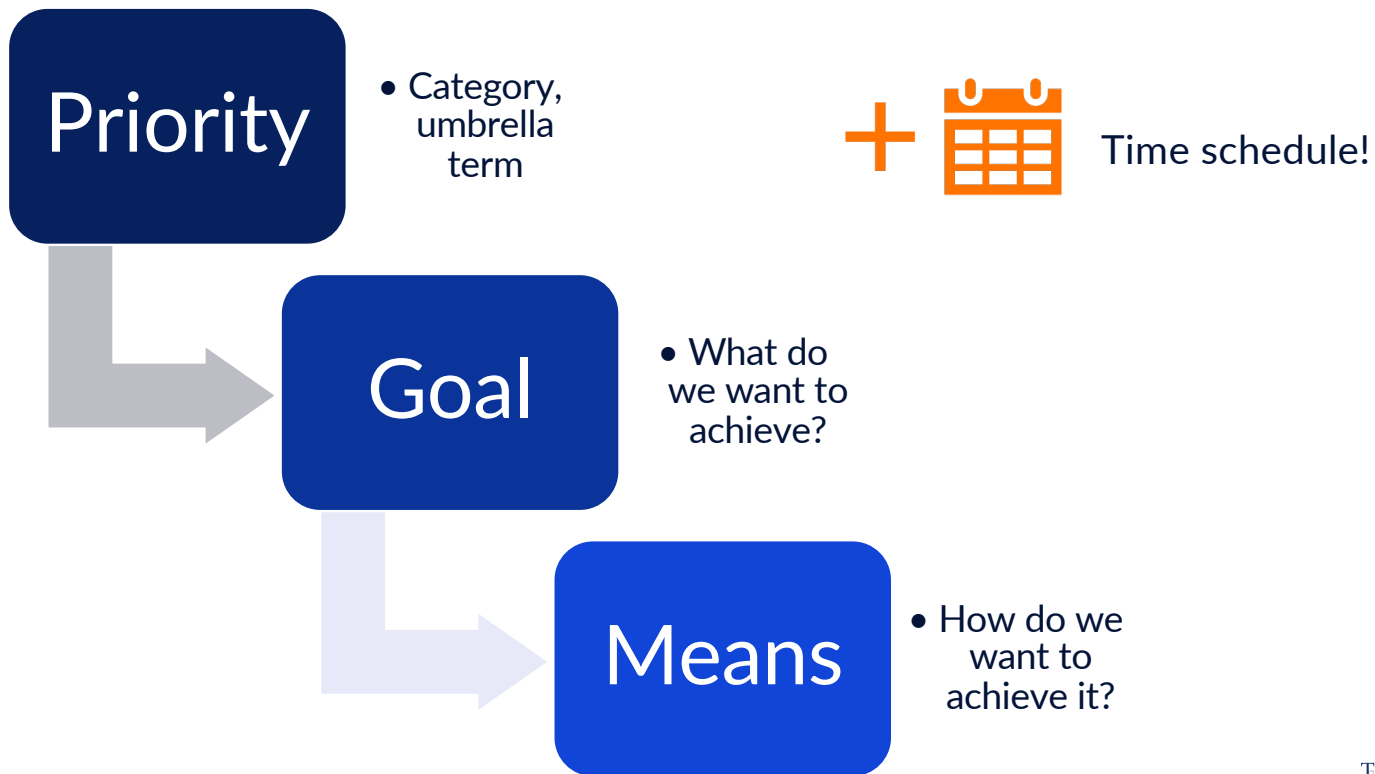 Priority
• Category,
umbrella
term
Time schedule!
Goal
• What do
we want to
achieve?
Means
• How do we
want to
achieve it?